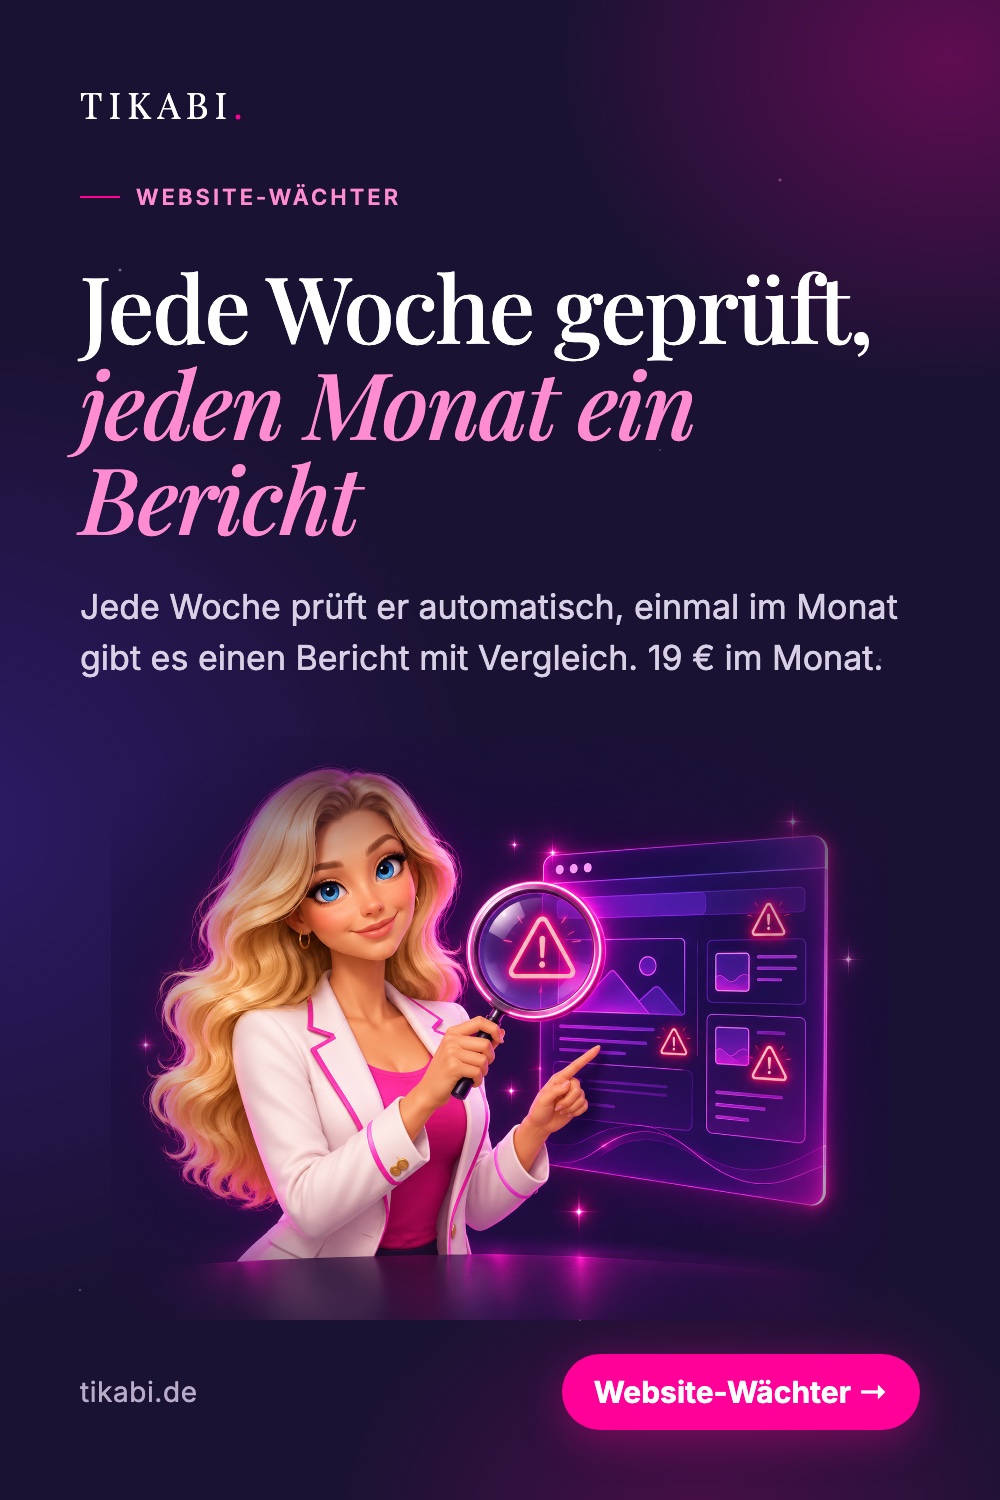 TIKABI.
WEBSITE-WÄCHTER
Jede Woche geprüft,
jeden Monat ein
Bericht
Jede Woche prüft er automatisch, einmal im Monat
gibt es einen Bericht mit Vergleich. 19 € im Monat.
tikabi.de
Website-Wächter →